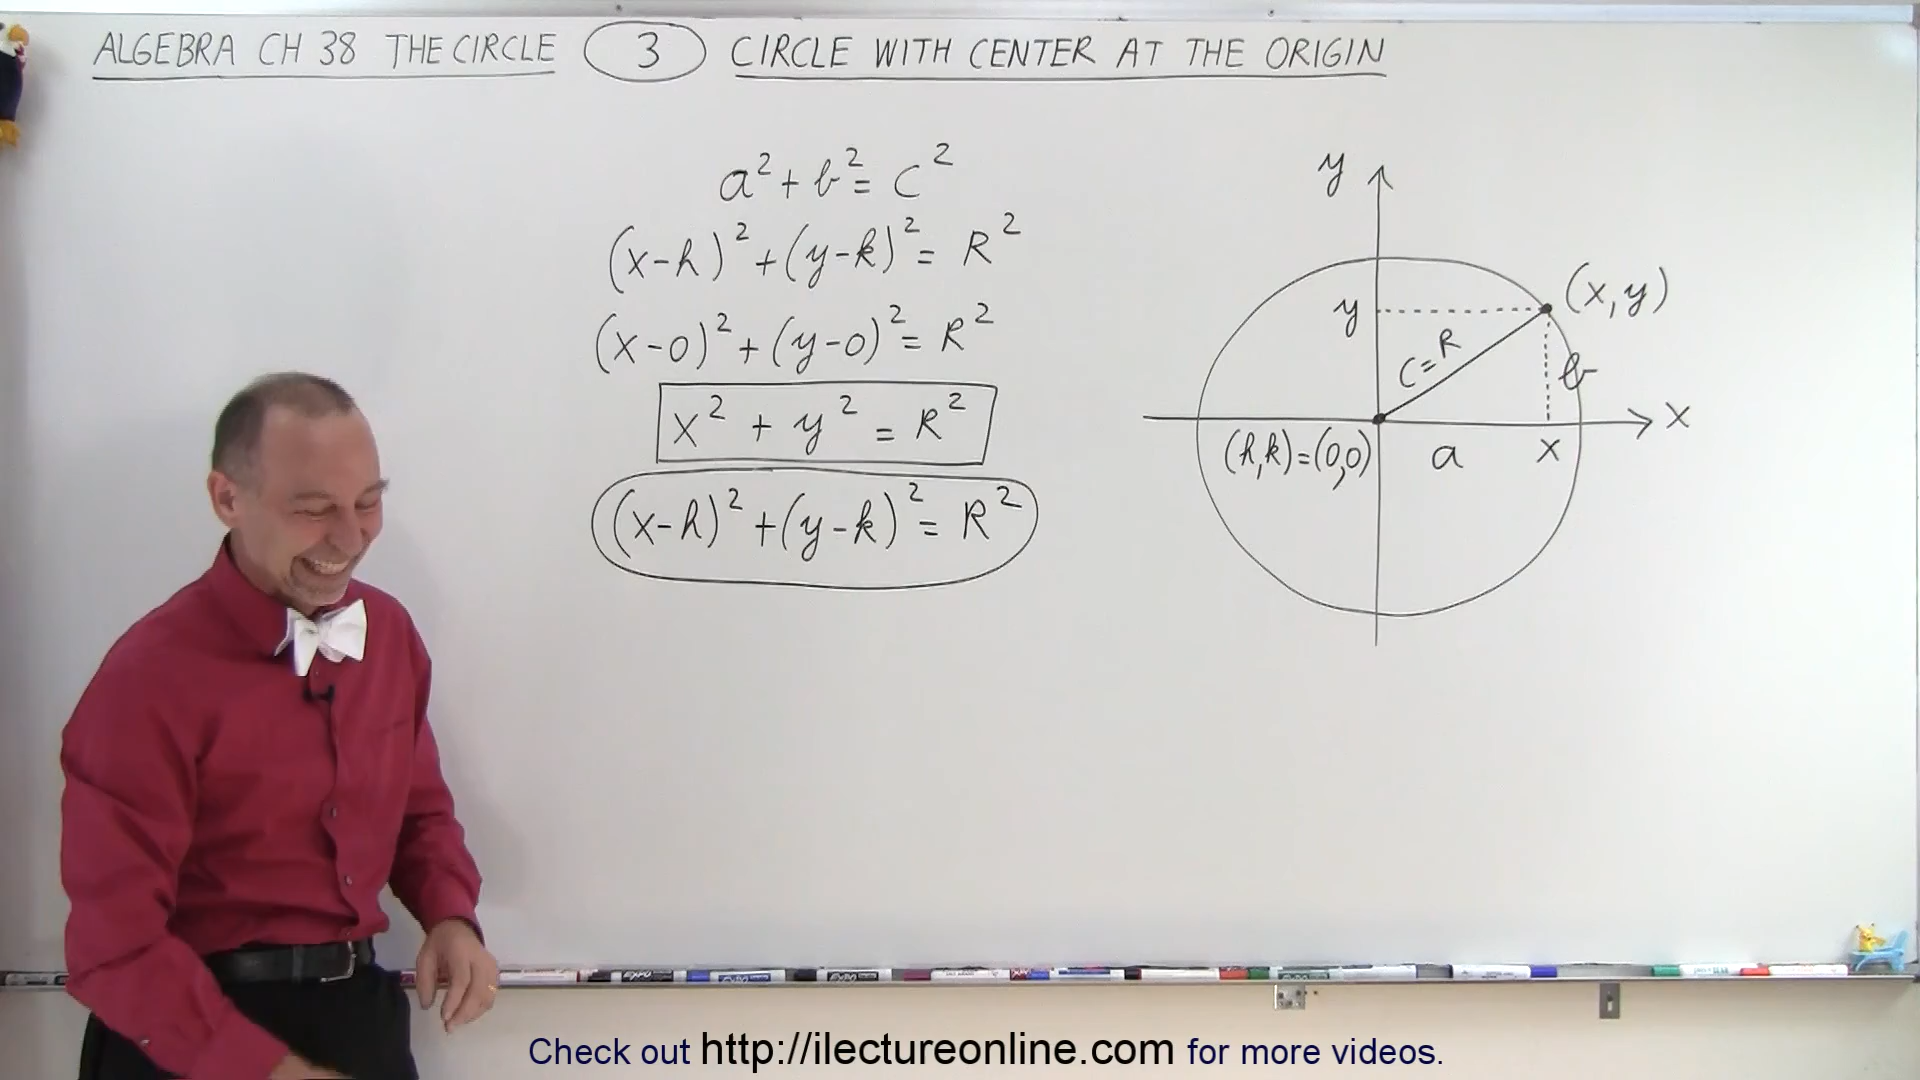 ALGEBRA CH 38 THE CIRCLE 3 CIRCLE WITH CENTER AT THE ORIGIN
a² + b² = c²
(x-h)² + (y-k)² = R²
(x-0)² + (y-0)² = R²
x² + y² = R²
(x-h)² + (y-k)² = R²
y
(x, y)
y
c = R
b
x
(h,k)=(0,0)
a
x
EXPO
Check out http://ilectureonline.com for more videos.